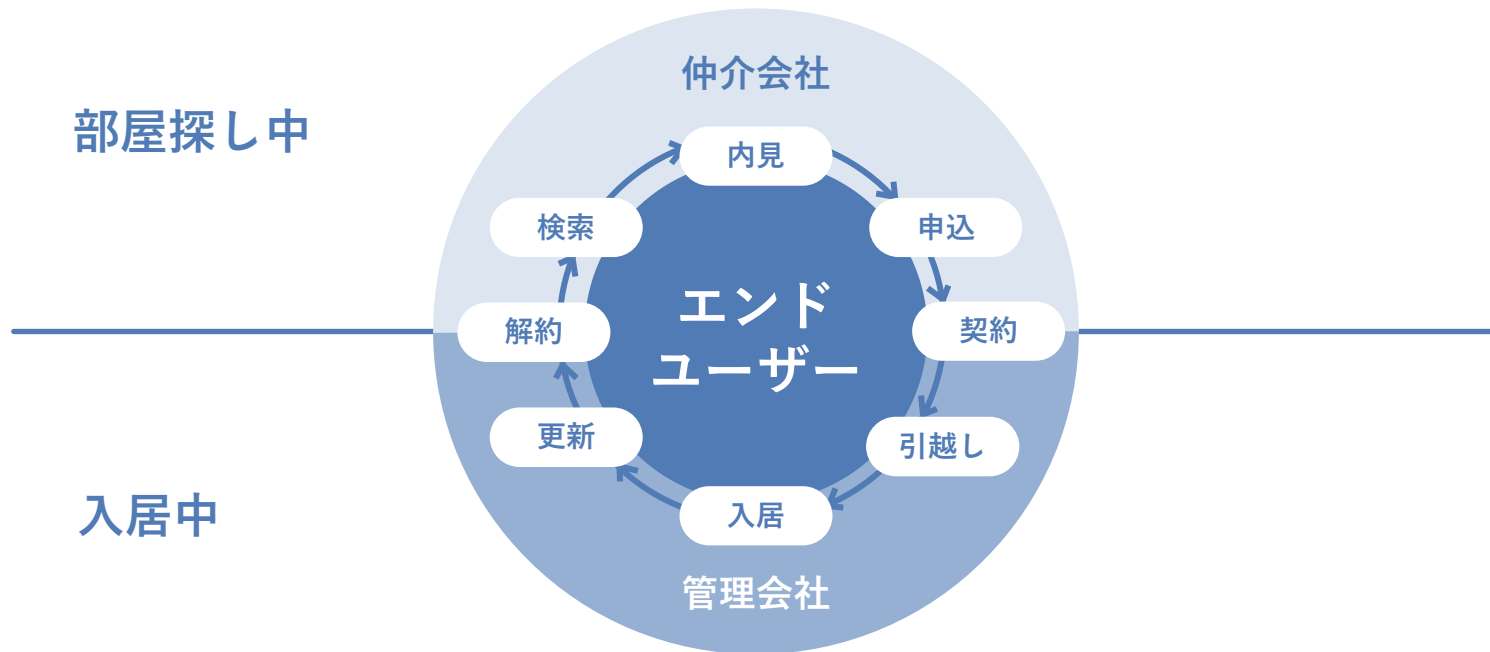 仲介会社
部屋探し中
内見
検索
申込
エンド
ユーザー
解約
契約
更新
引越し
入居中
入居
管理会社